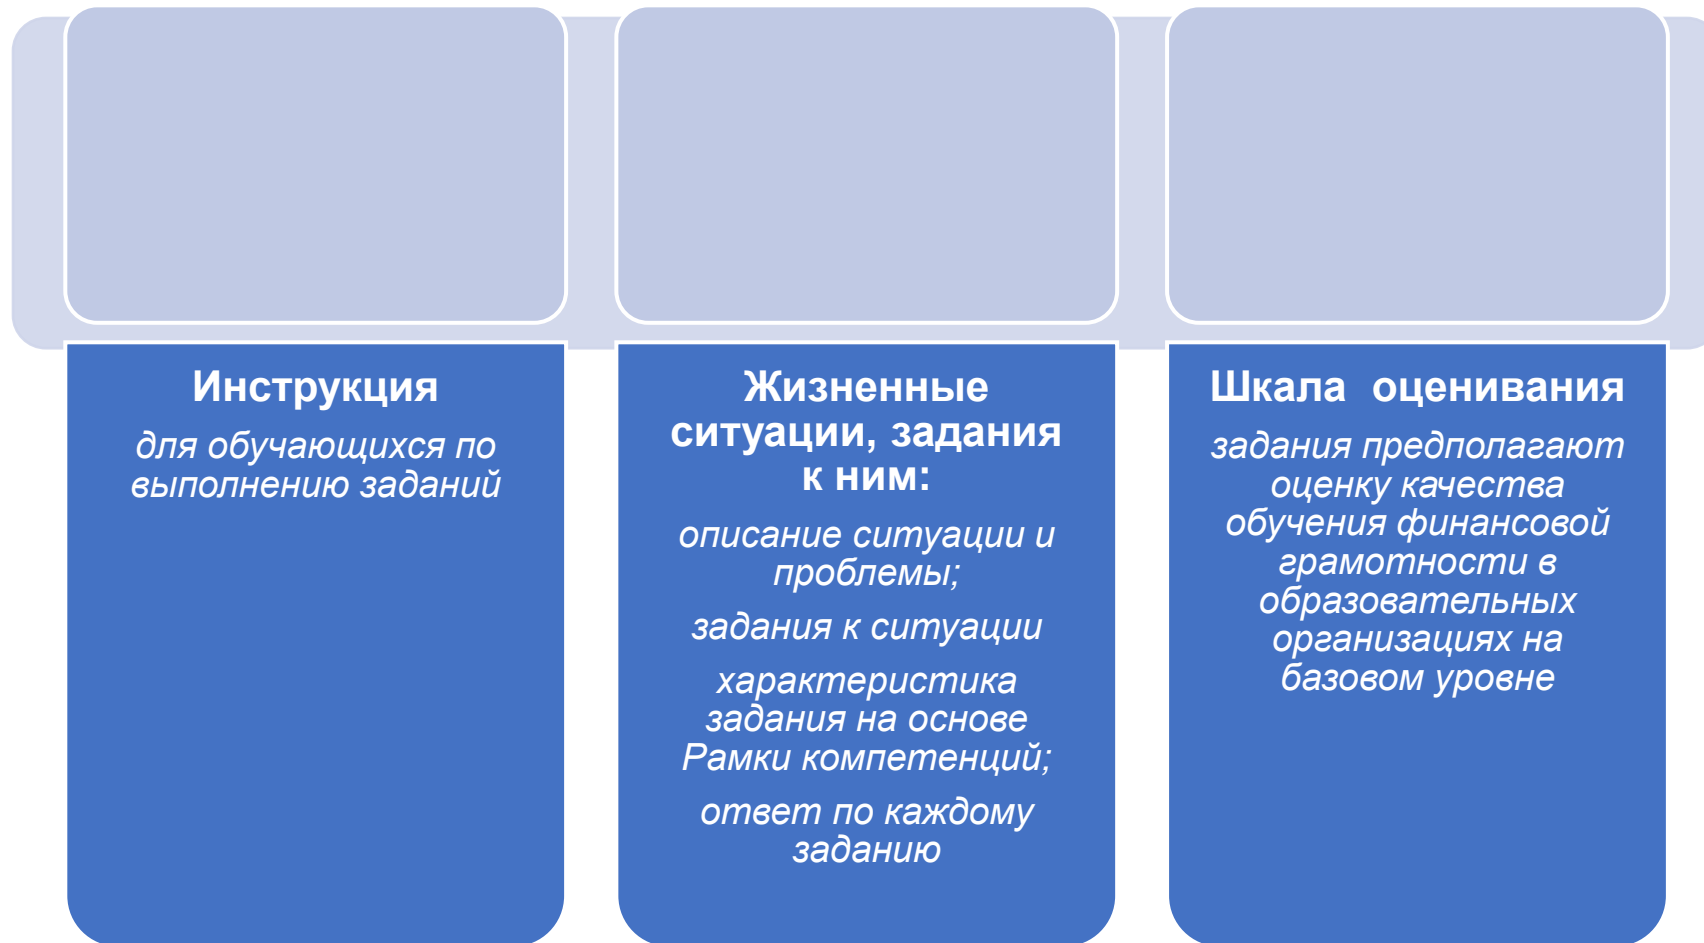 Инструкция
для обучающихся по
выполнению заданий
Жизненные
ситуации, задания
к ним:
описание ситуации и
проблемы;
задания к ситуации
характеристика
задания на основе
Рамки компетенций;
ответ по каждому
заданию
Шкала оценивания
задания предполагают
оценку качества
обучения финансовой
грамотности в
образовательных
организациях на
базовом уровне